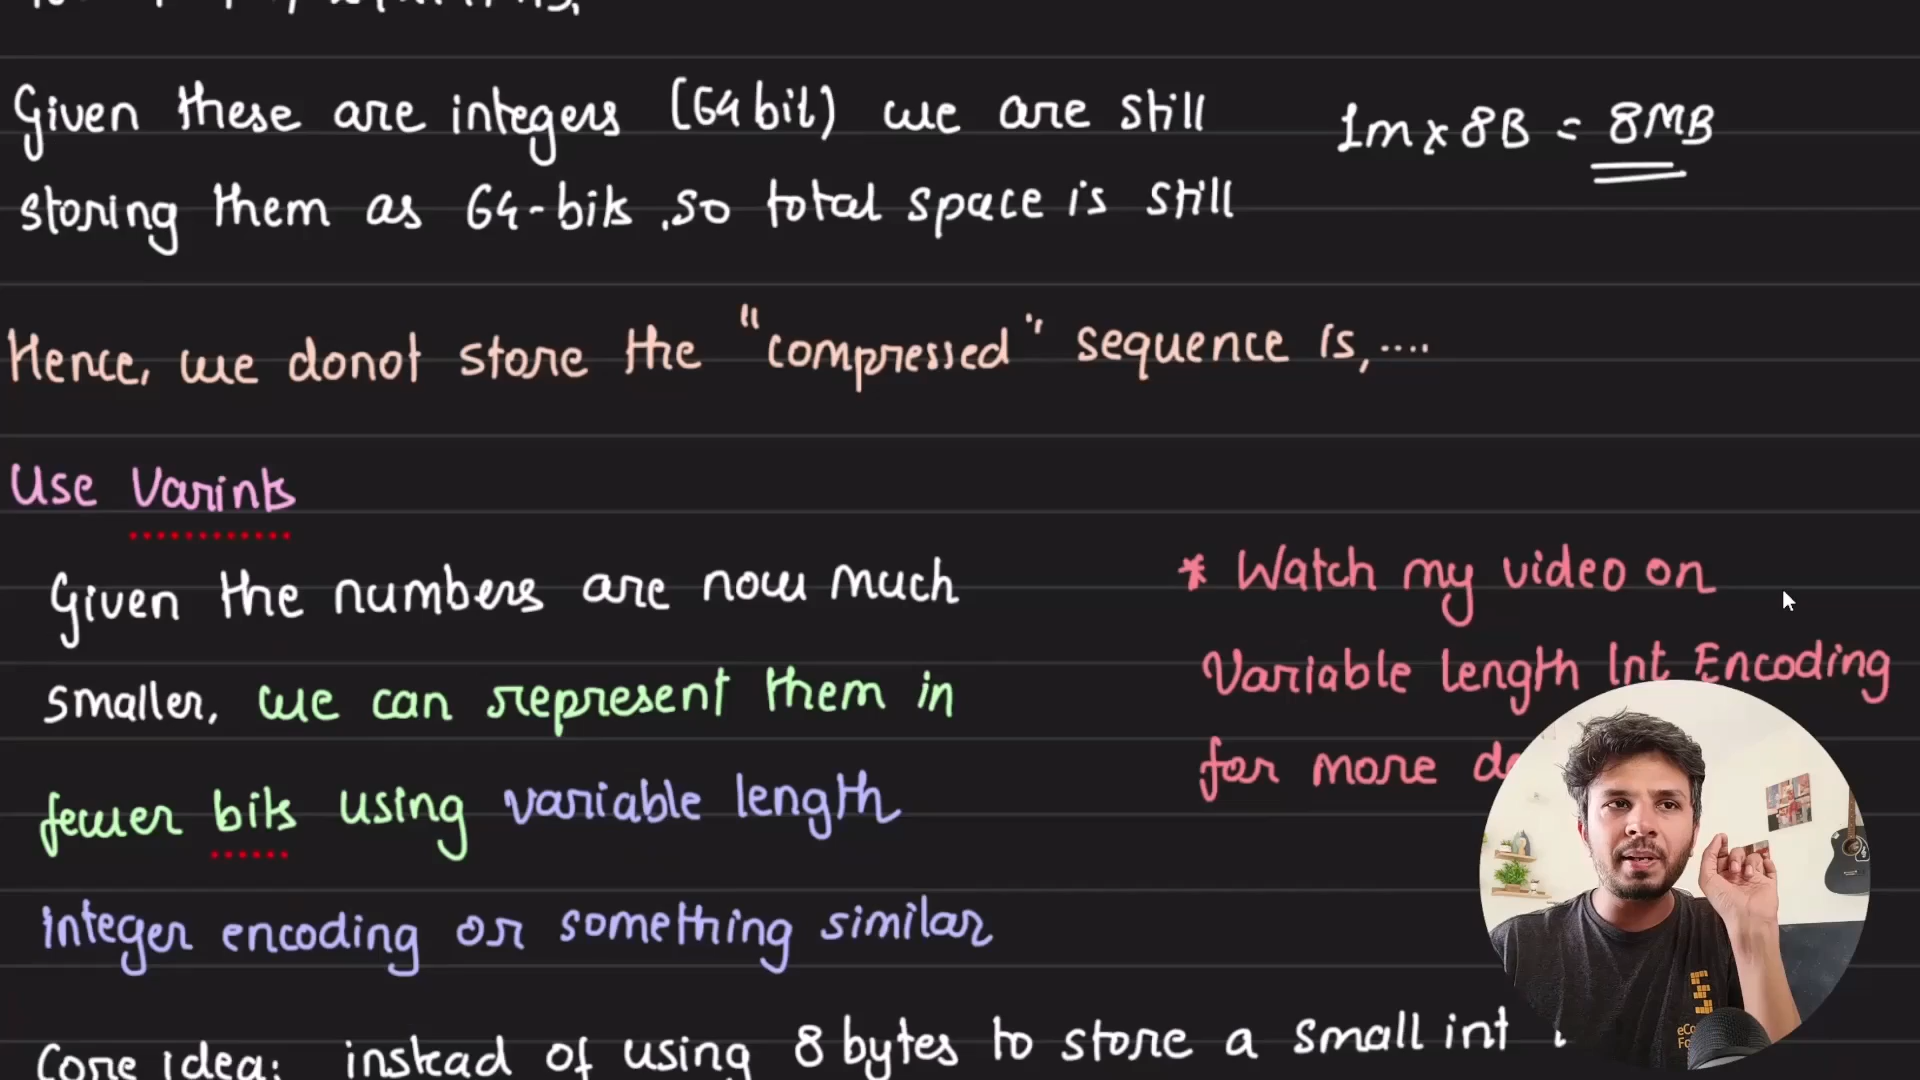 Given these are integers (64 bit) we are still
storing them as 64-bits. so total space is still
1m x 8B = 8MB
Hence, we donot store the "compressed" sequence is,....
Use Varints
Given the numbers are now much
smaller, we can represent them in
fewer bits using variable length
integer encoding or something similar
* Watch my video on
Variable length Int Encoding
for more
Core idea: instead of using 8 bytes to store a small int